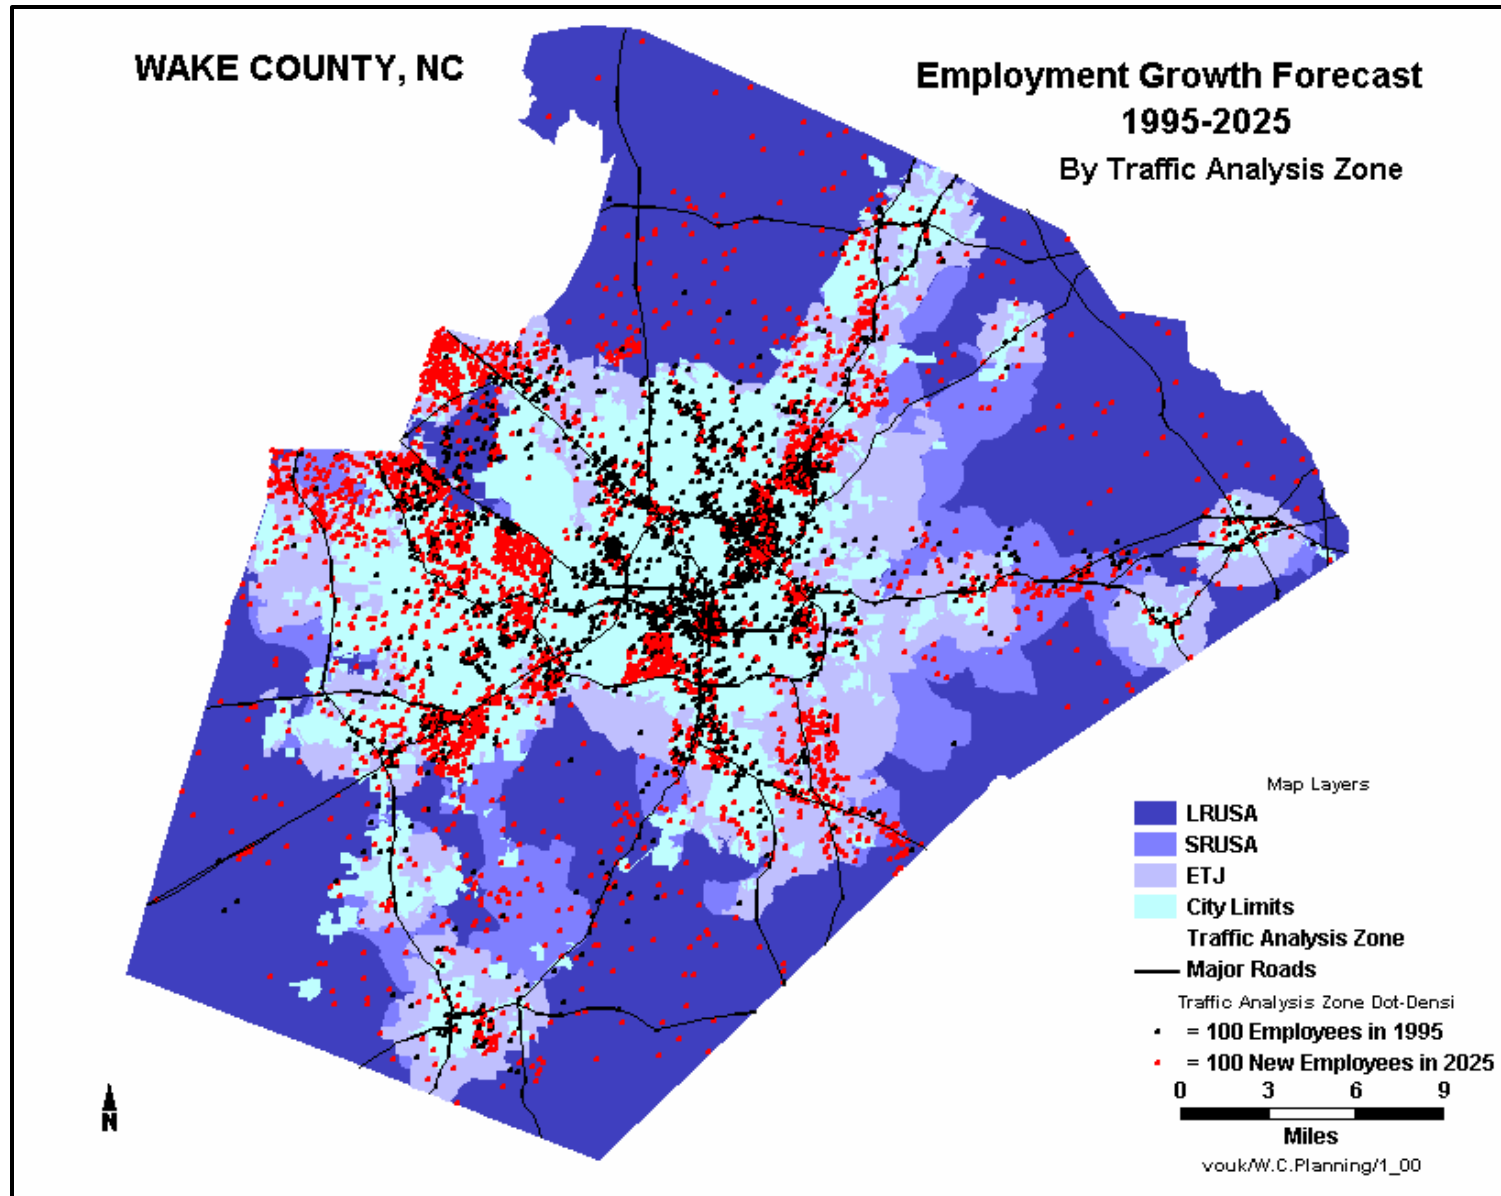 WAKE COUNTY, NC
Employment Growth Forecast
1995-2025
By Traffic Analysis Zone
Map Layers
LRUSA
SRUSA
ETJ
City Limits
Traffic Analysis Zone
Major Roads
Traffic Analysis Zone Dot-Densi
= 100 Employees in 1995
= 100 New Employees in 2025
0 3 6 9
Miles
vouk/W.C.Planning/1_00
N